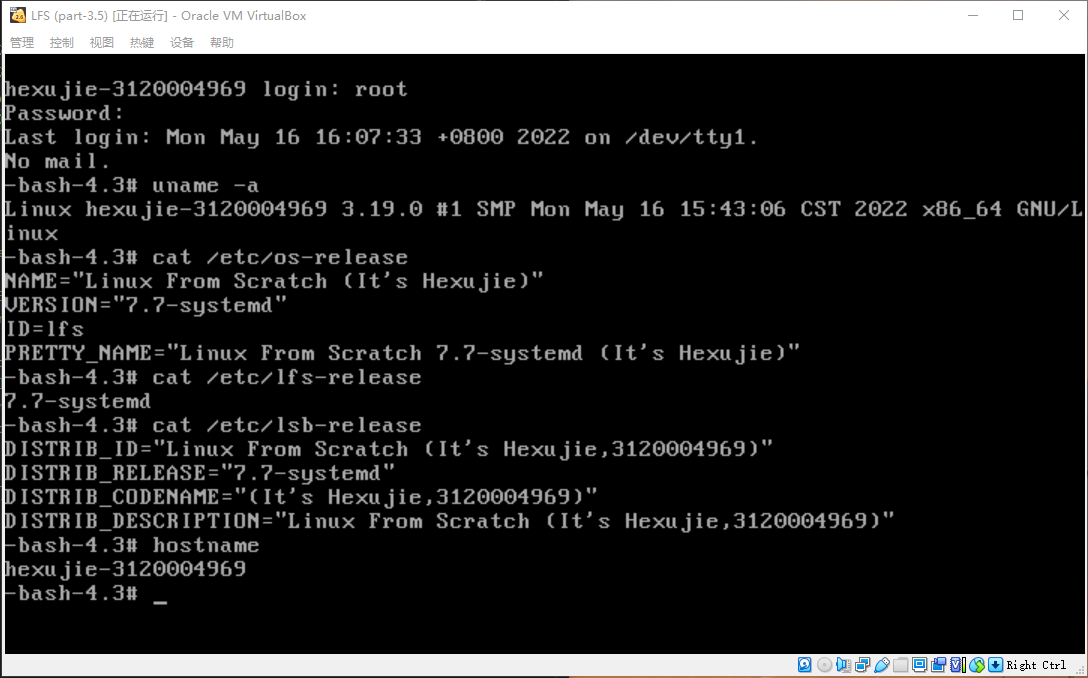 LFS (part-3.5) [正在运行] - Oracle VM VirtualBox
管理 控制 视图 热键 设备 帮助
hexujie-3120004969 login: root
Password:
Last login: Mon May 16 16:07:33 +0800 2022 on /dev/tty1.
No mail.
-bash-4.3# uname -a
Linux hexujie-3120004969 3.19.0 #1 SMP Mon May 16 15:43:06 CST 2022 x86_64 GNU/L
inux
-bash-4.3# cat /etc/os-release
NAME="Linux From Scratch (It's Hexujie)"
VERSION="7.7-systemd"
ID=lfs
PRETTY_NAME="Linux From Scratch 7.7-systemd (It's Hexujie)"
-bash-4.3# cat /etc/lfs-release
7.7-systemd
-bash-4.3# cat /etc/lsb-release
DISTRIB_ID="Linux From Scratch (It's Hexujie,3120004969)"
DISTRIB_RELEASE="7.7-systemd"
DISTRIB_CODENAME="(It's Hexujie,3120004969)"
DISTRIB_DESCRIPTION="Linux From Scratch (It's Hexujie,3120004969)"
-bash-4.3# hostname
hexujie-3120004969
-bash-4.3# _
Right Ctrl